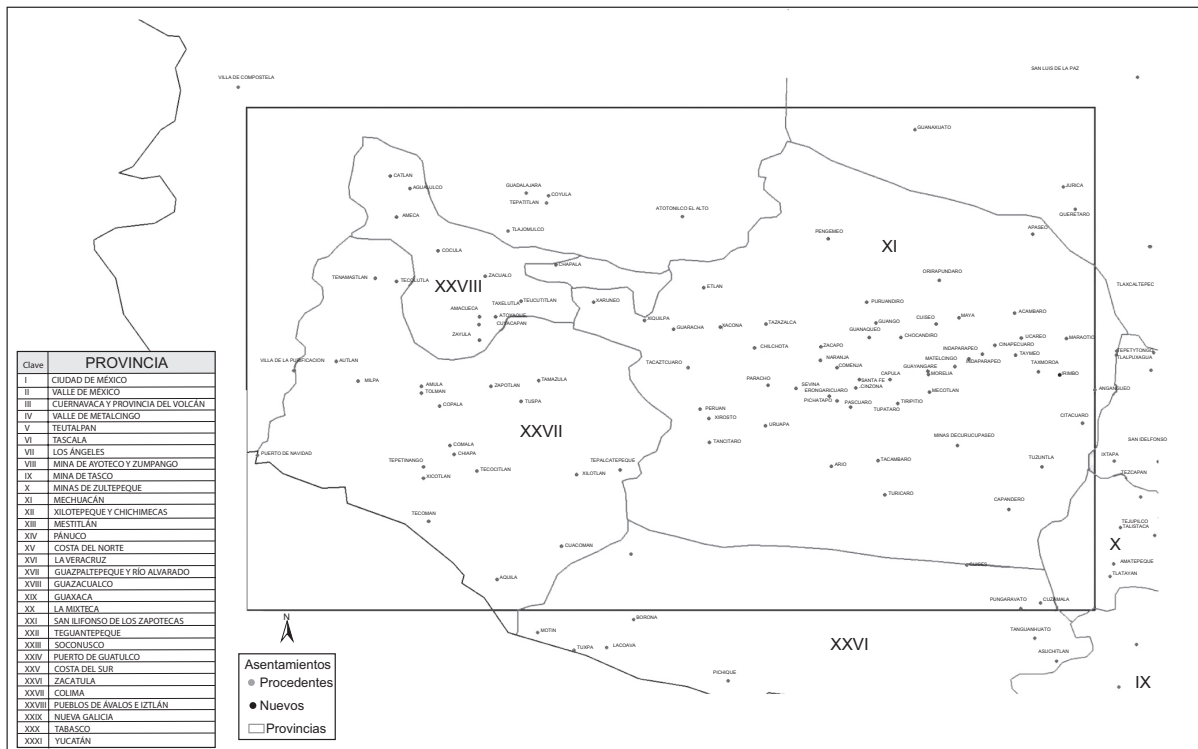 VILLA DE COMPOSTELA
SAN LUIS DE LA PAZ
GUANAXUATO
CATLAN
AGUALULCO
GUADALAJARA
COYULA
TEPATITLAN
JURICA
AMECA
ATOTONILCO EL ALTO
QUERETARO
TLAJOMULCO
APASEO
PENGEMEO
XI
COCULA
CHAPALA
TENAMASTLAN
TECOLUTLA
ZACUALO
XXVIII
ORIRAPUNDARO
ETLAN
TLAXCALTEPEC
TAXELUTLA
TEUCUTITLAN
XARUNEO
PURUANDIRO
AMACUECA
ATOYAQUE
CUYACAPAN
XIQUILPA
GUARACHA
XACONA
TAZAZALCA
GUANGO
CUISEO
MAYA
ACAMBARO
ZAYULA
GUANAQUEO
CHOCANDIRO
UCAREO
MARAOTIO
CHILCHOTA
ZACAPO
INDAPARAPEO
CINAPECUARO
TEPETYTONGO
VILLA DE LA PURIFICACION
AUTLAN
NARANJA
MATELCINGO
INDAPARAPEO
TAYMEO
TLALPUXAGUA
TACAZTCUARO
COMENJA
GUAYANGARE
TAXMOROA
MILPA
PARACHO
SANTA FE
CAPULA
MORELIA
IRIMBO
AMULA
ZAPOTLAN
TAMAZULA
SEVINA
CINZONA
ANGANGUEO
TOLMAN
ERONGARICUARO
MECOTLAN
COPALA
TUSPA
PICHATAPO
PASCUARO
TIRIPITIO
PERUAN
TUPATARO
XIROSTO
URUAPA
CITACUARO
XXVII
TANCITARO
MINAS DECURUCUPASEO
SAN IDELFONSO
COMALA
CHIAPA
PUERTO DE NAVIDAD
IXTAPA
TEPETINANGO
TECOCITLAN
TEPALCATEPEQUE
ARIO
TACAMBARO
TUZUNTLA
XICOTLAN
XILOTLAN
TEZCAPAN
TURICARO
CAPANDERO
TECOMAN
TEJUPILCO
TALISTACA
CUACOMAN
X
AQUILA
AMATEPEQUE
TLATAYAN
PUNGARAVATO
CUZAMALA
BORONA
MOTIN
TANGUANHUATO
TUXPA
LACOAVA
XXVI
ASUCHITLAN
PICHIQUE
IX
N
Clave PROVINCIA
I CIUDAD DE MÉXICO
II VALLE DE MÉXICO
III CUERNAVACA Y PROVINCIA DEL VOLCÁN
IV VALLE DE METALCINGO
V TEUTALPAN
VI TASCALA
VII LOS ÁNGELES
VIII MINA DE AYOTECO Y ZUMPANGO
IX MINA DE TASCO
X MINAS DE ZULTEPEQUE
XI MECHUACÁN
XII XILOTEPEQUE Y CHICHIMECAS
XIII MESTITLÁN
XIV PÁNUCO
XV COSTA DEL NORTE
XVI LA VERACRUZ
XVII GUAZPALTEPEQUE Y RÍO ALVARADO
XVIII GUAZACUALCO
XIX GUAXACA
XX LA MIXTECA
XXI SAN ILIFONSO DE LOS ZAPOTECAS
XXII TEGUANTEPEQUE
XXIII SOCONUSCO
XXIV PUERTO DE GUATULCO
XXV COSTA DEL SUR
XXVI ZACATULA
XXVII COLIMA
XXVIII PUEBLOS DE ÁVALOS E IZTLÁN
XXIX NUEVA GALICIA
XXX TABASCO
XXXI YUCATÁN
Asentamientos
Procedentes
Nuevos
Provincias